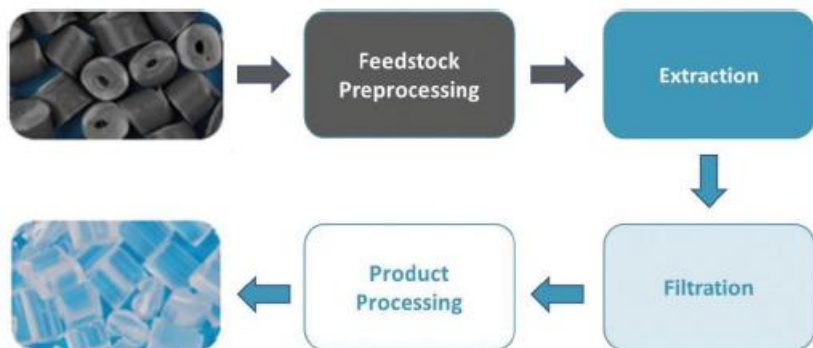 Feedstock
Preprocessing
Extraction
Filtration
Product
Processing